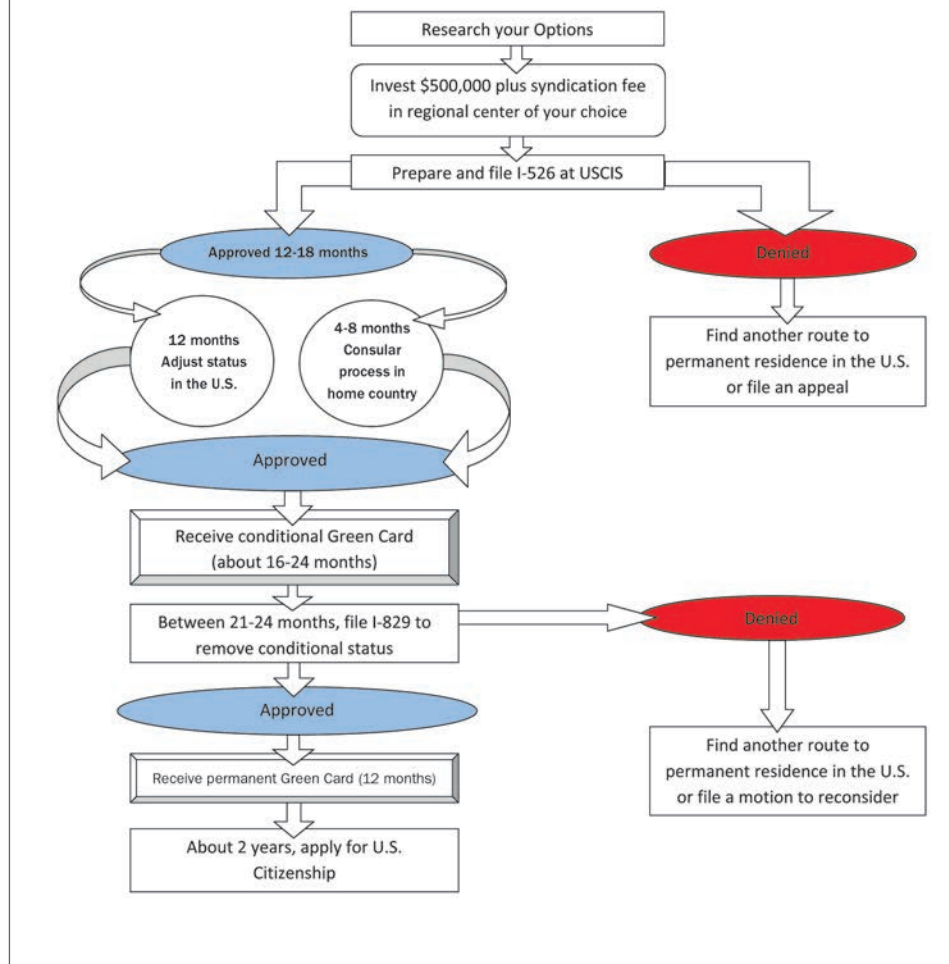 Research your Options
Invest $500,000 plus syndication fee
in regional center of your choice
Prepare and file I-526 at USCIS
Approved 12-18 months
Denied
12 months
Adjust status
in the U.S.
4-8 months
Consular
process in
home country
Find another route to
permanent residence in the U.S.
or file an appeal
Approved
Receive conditional Green Card
(about 16-24 months)
Between 21-24 months, file I-829 to
remove conditional status
Denied
Approved
Find another route to
permanent residence in the U.S.
or file a motion to reconsider
Receive permanent Green Card (12 months)
About 2 years, apply for U.S.
Citizenship